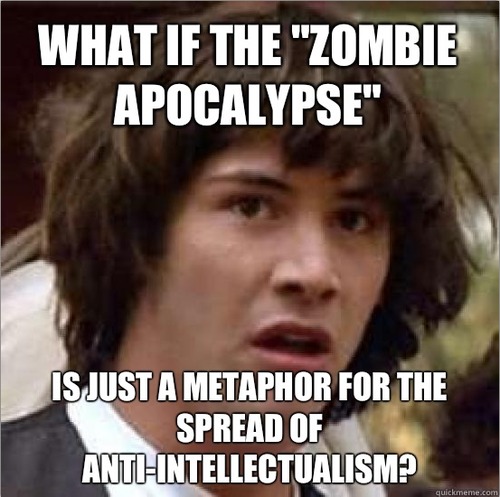 WHAT IF THE "ZOMBIE
APOCALYPSE"
IS JUST A METAPHOR FOR THE
SPREAD OF
ANTI-INTELLECTUALISM?
quickmeme.com